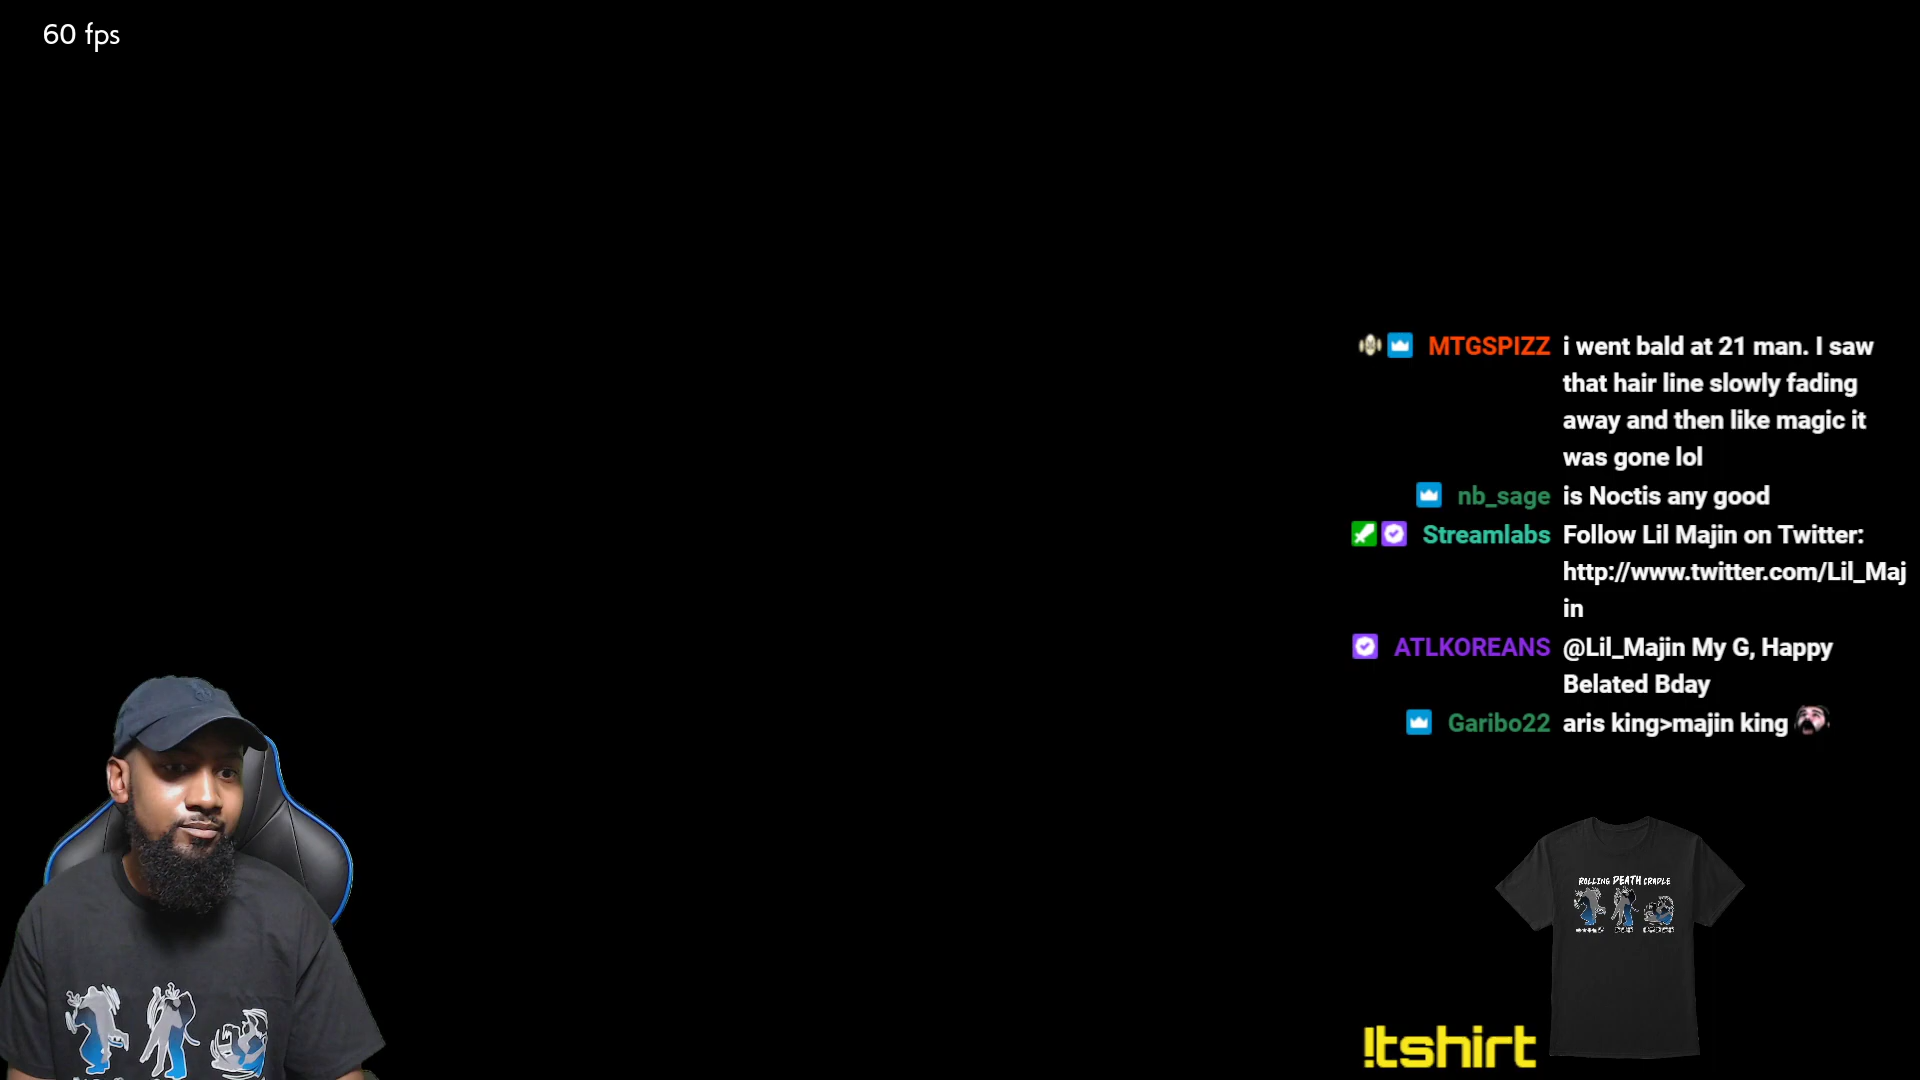 60 fps
MTGSPIZZ i went bald at 21 man. I saw
that hair line slowly fading
away and then like magic it
was gone lol
nb_sage is Noctis any good
Streamlabs Follow Lil Majin on Twitter:
http://www.twitter.com/Lil_Maj
in
ATLKOREANS @Lil_Majin My G, Happy
Belated Bday
Garibo22 aris king>majin king
ROLLING DEATH CRADLE
!tshirt